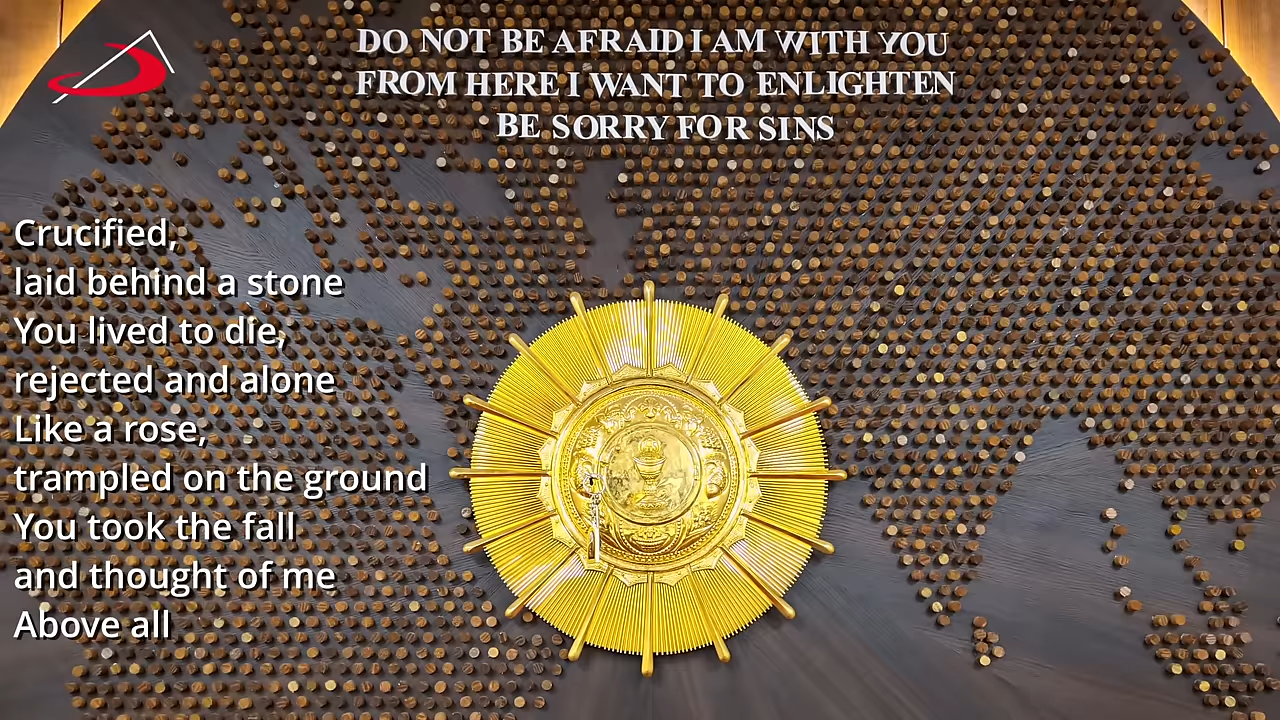 DO NOT BE AFRAID I AM WITH YOU
FROM HERE I WANT TO ENLIGHTEN
BE SORRY FOR SINS
Crucified,
laid behind a stone
You lived to die,
rejected and alone
Like a rose,
trampled on the ground
You took the fall
and thought of me
Above all